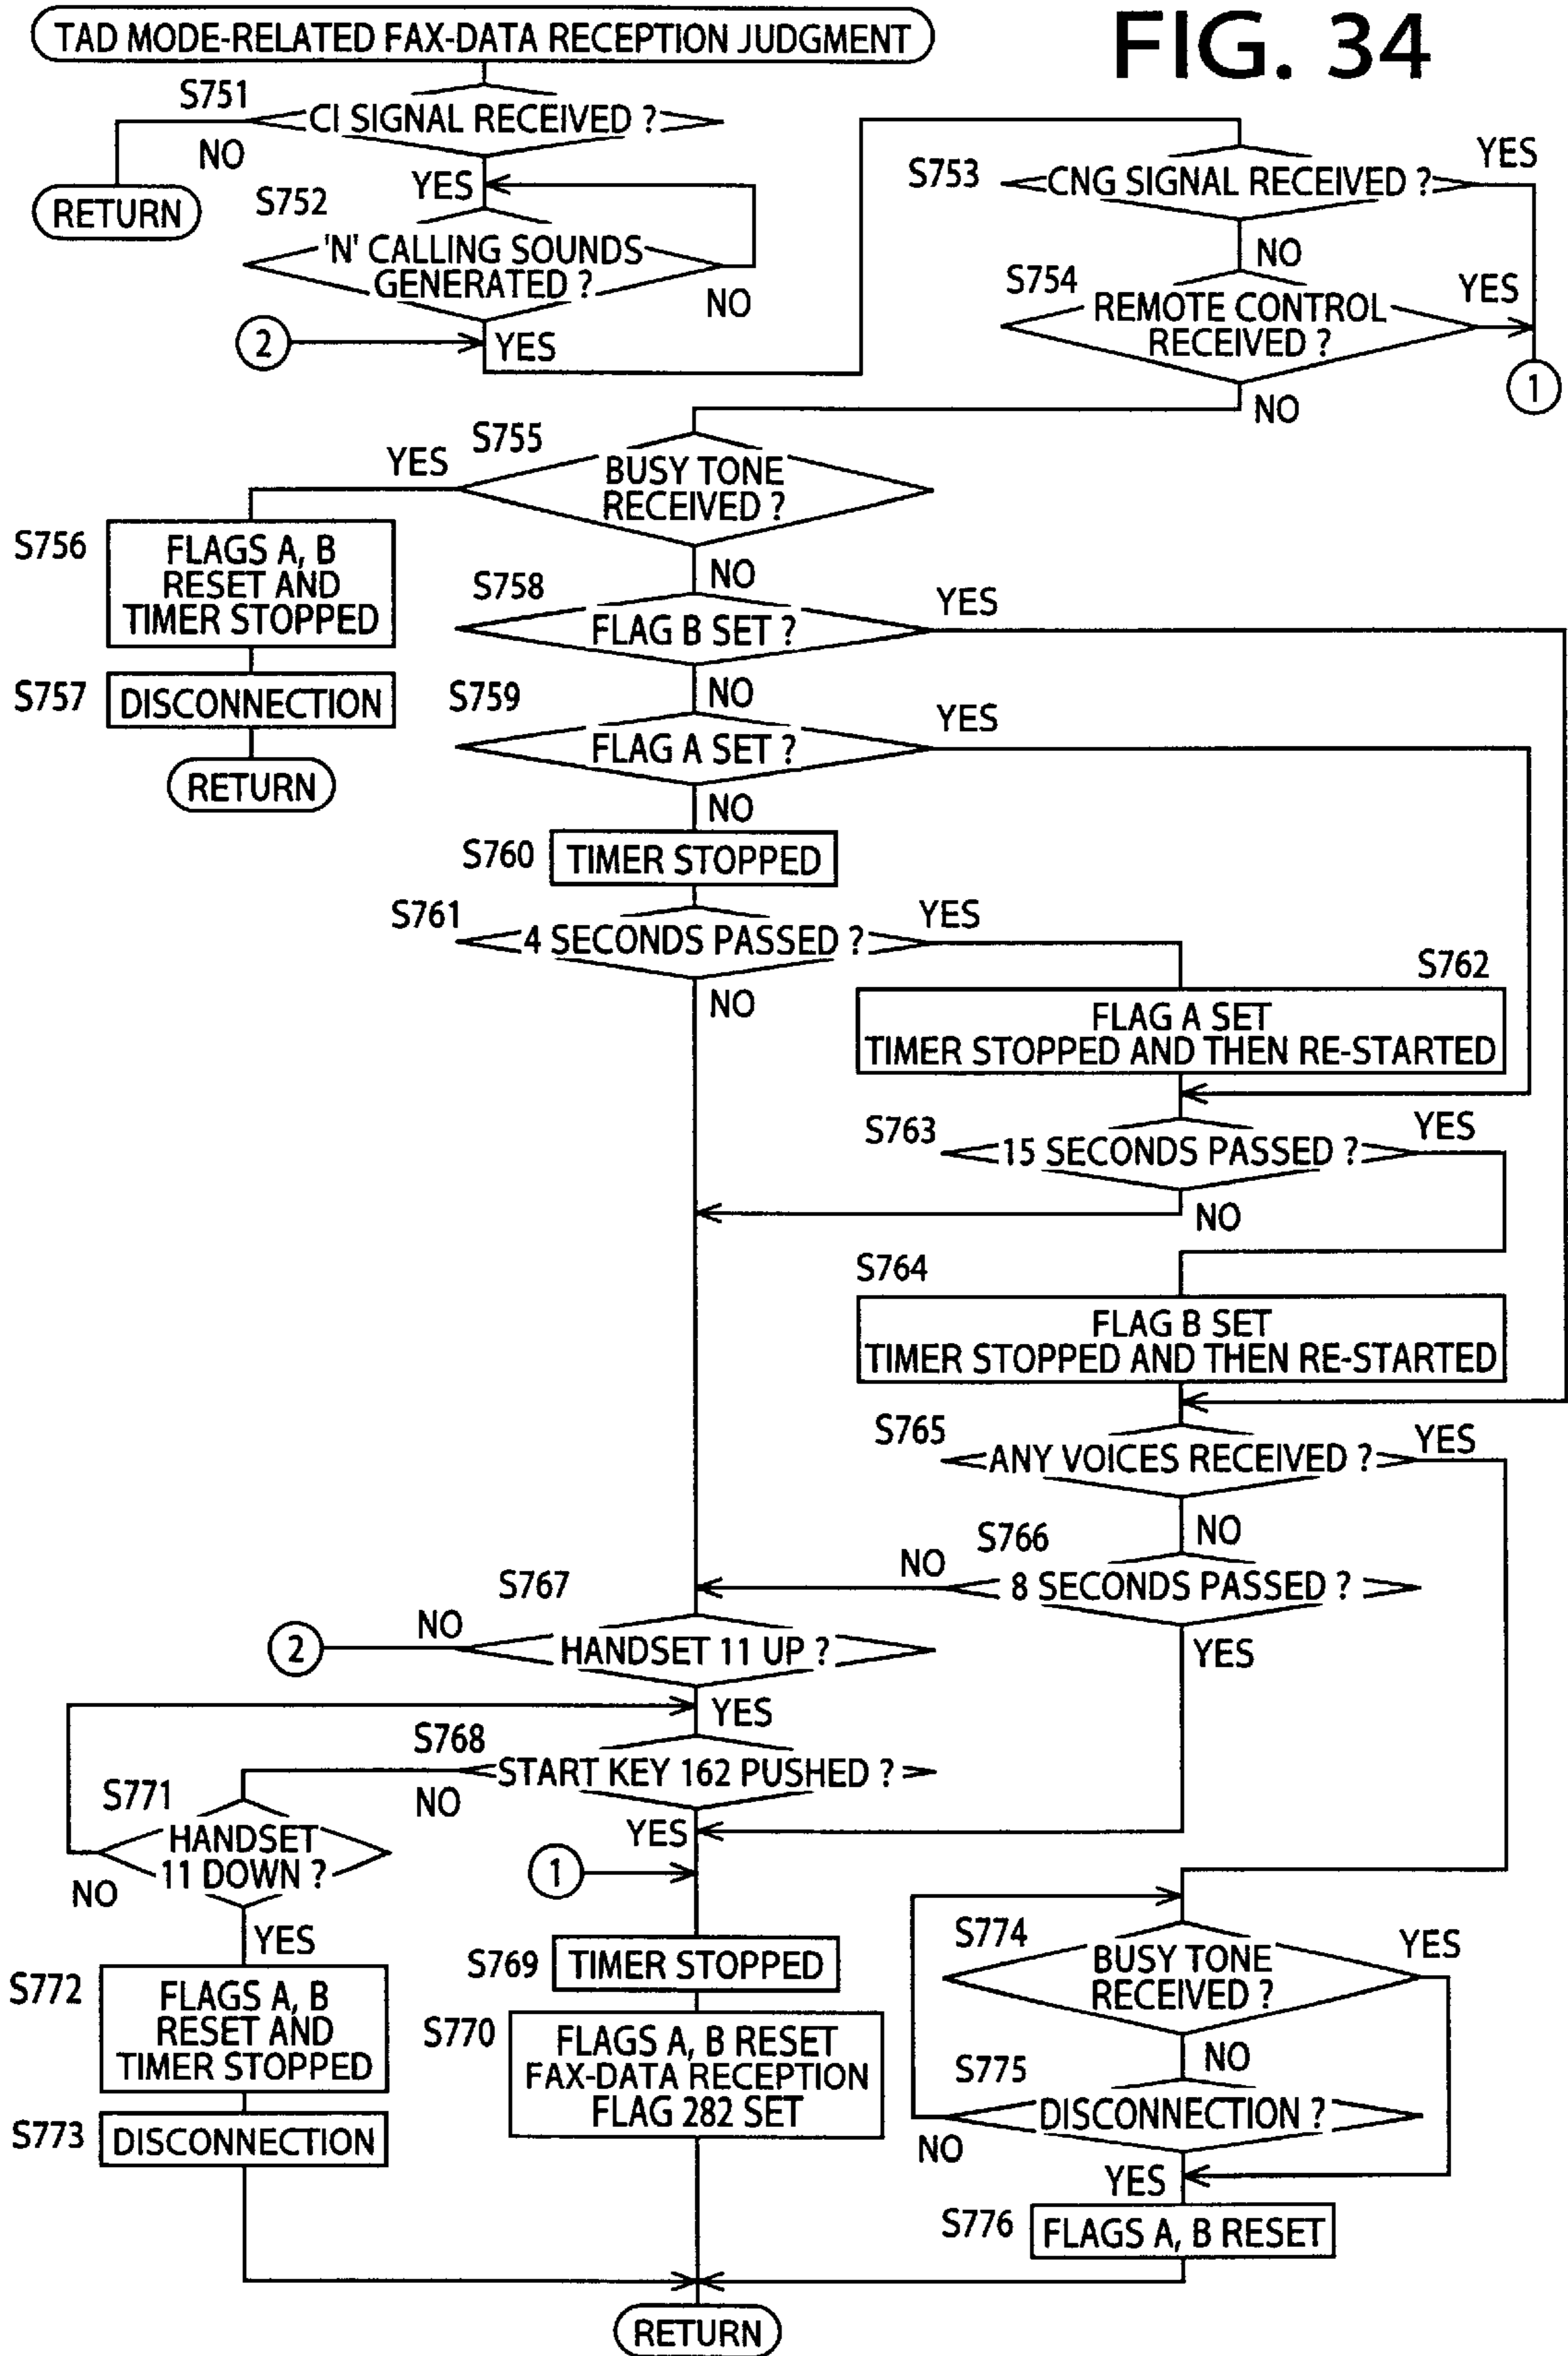 FIG. 34
TAD MODE-RELATED FAX-DATA RECEPTION JUDGMENT
S751
CI SIGNAL RECEIVED ?
NO
RETURN
YES
S752
'N' CALLING SOUNDS
GENERATED ?
NO
2
YES
S753
CNG SIGNAL RECEIVED ?
YES
NO
S754
REMOTE CONTROL
RECEIVED ?
YES
1
NO
S755
YES
BUSY TONE
RECEIVED ?
S756
FLAGS A, B
RESET AND
TIMER STOPPED
NO
S757
DISCONNECTION
RETURN
S758
FLAG B SET ?
YES
NO
S759
FLAG A SET ?
YES
NO
S760
TIMER STOPPED
S761
4 SECONDS PASSED ?
YES
NO
S762
FLAG A SET
TIMER STOPPED AND THEN RE-STARTED
S763
15 SECONDS PASSED ?
YES
NO
S764
FLAG B SET
TIMER STOPPED AND THEN RE-STARTED
S765
ANY VOICES RECEIVED ?
YES
NO
S766
NO
8 SECONDS PASSED ?
YES
S767
2
NO
HANDSET 11 UP ?
YES
S768
START KEY 162 PUSHED ?
NO
YES
S771
HANDSET
11 DOWN ?
NO
YES
1
S772
FLAGS A, B
RESET AND
TIMER STOPPED
S773
DISCONNECTION
S769
TIMER STOPPED
S770
FLAGS A, B RESET
FAX-DATA RECEPTION
FLAG 282 SET
S774
BUSY TONE
RECEIVED ?
YES
NO
S775
DISCONNECTION ?
NO
YES
S776
FLAGS A, B RESET
RETURN